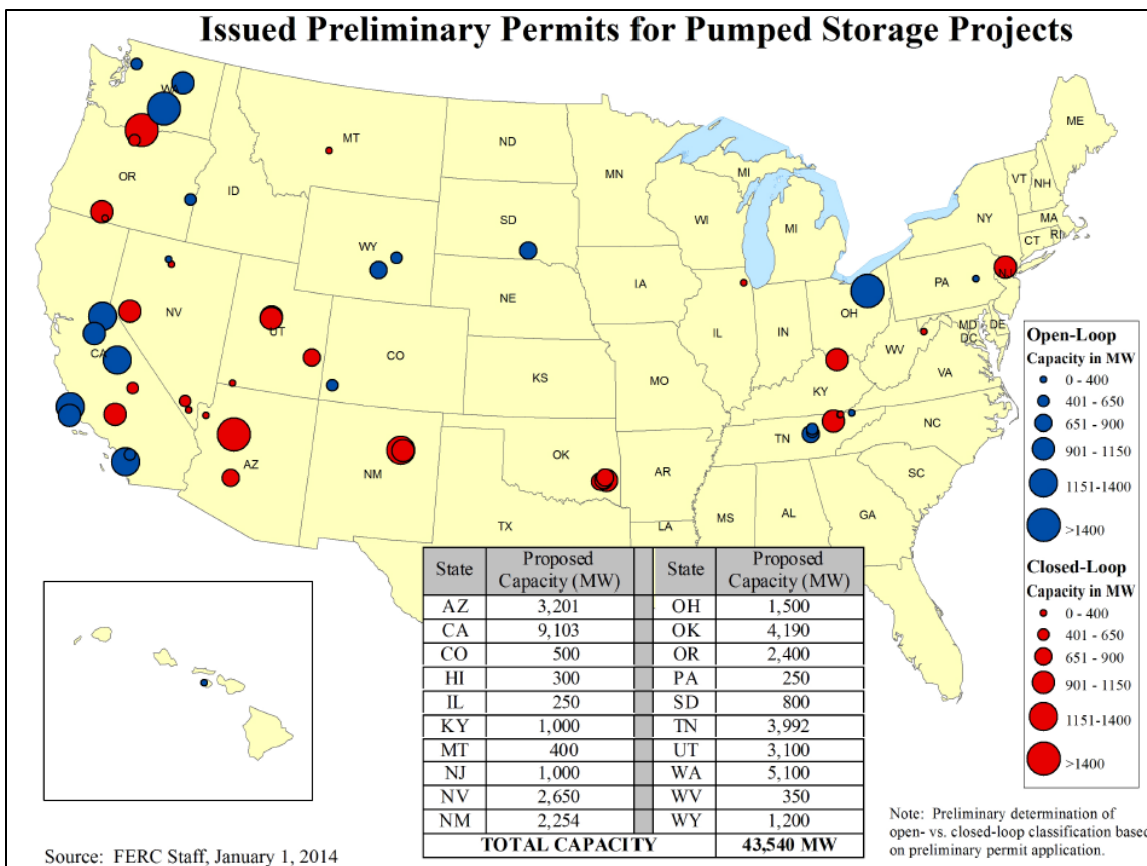 Issued Preliminary Permits for Pumped Storage Projects
WA
MT
ND
MN
ME
OR
ID
SD
WI
MI
MI
VT
NH
NY
MA
CT
RI
WY
IA
NE
PA
NJ
NV
UT
IL
IN
OH
MD
DE
DC
CA
CO
KS
MO
WV
VA
KY
AZ
NM
OK
AR
TN
NC
SC
TX
LA
MS
AL
GA
Open-Loop
Capacity in MW
0 - 400
401 - 650
651 - 900
901 - 1150
1151-1400
>1400
Closed-Loop
Capacity in MW
0 - 400
401 - 650
651 - 900
901 - 1150
1151-1400
>1400
State Proposed Capacity (MW) State Proposed Capacity (MW)
AZ 3,201 OH 1,500
CA 9,103 OK 4,190
CO 500 OR 2,400
HI 300 PA 250
IL 250 SD 800
KY 1,000 TN 3,992
MT 400 UT 3,100
NJ 1,000 WA 5,100
NV 2,650 WV 350
NM 2,254 WY 1,200
TOTAL CAPACITY 43,540 MW
Note: Preliminary determination of
open- vs. closed-loop classification based
on preliminary permit application.
Source: FERC Staff, January 1, 2014